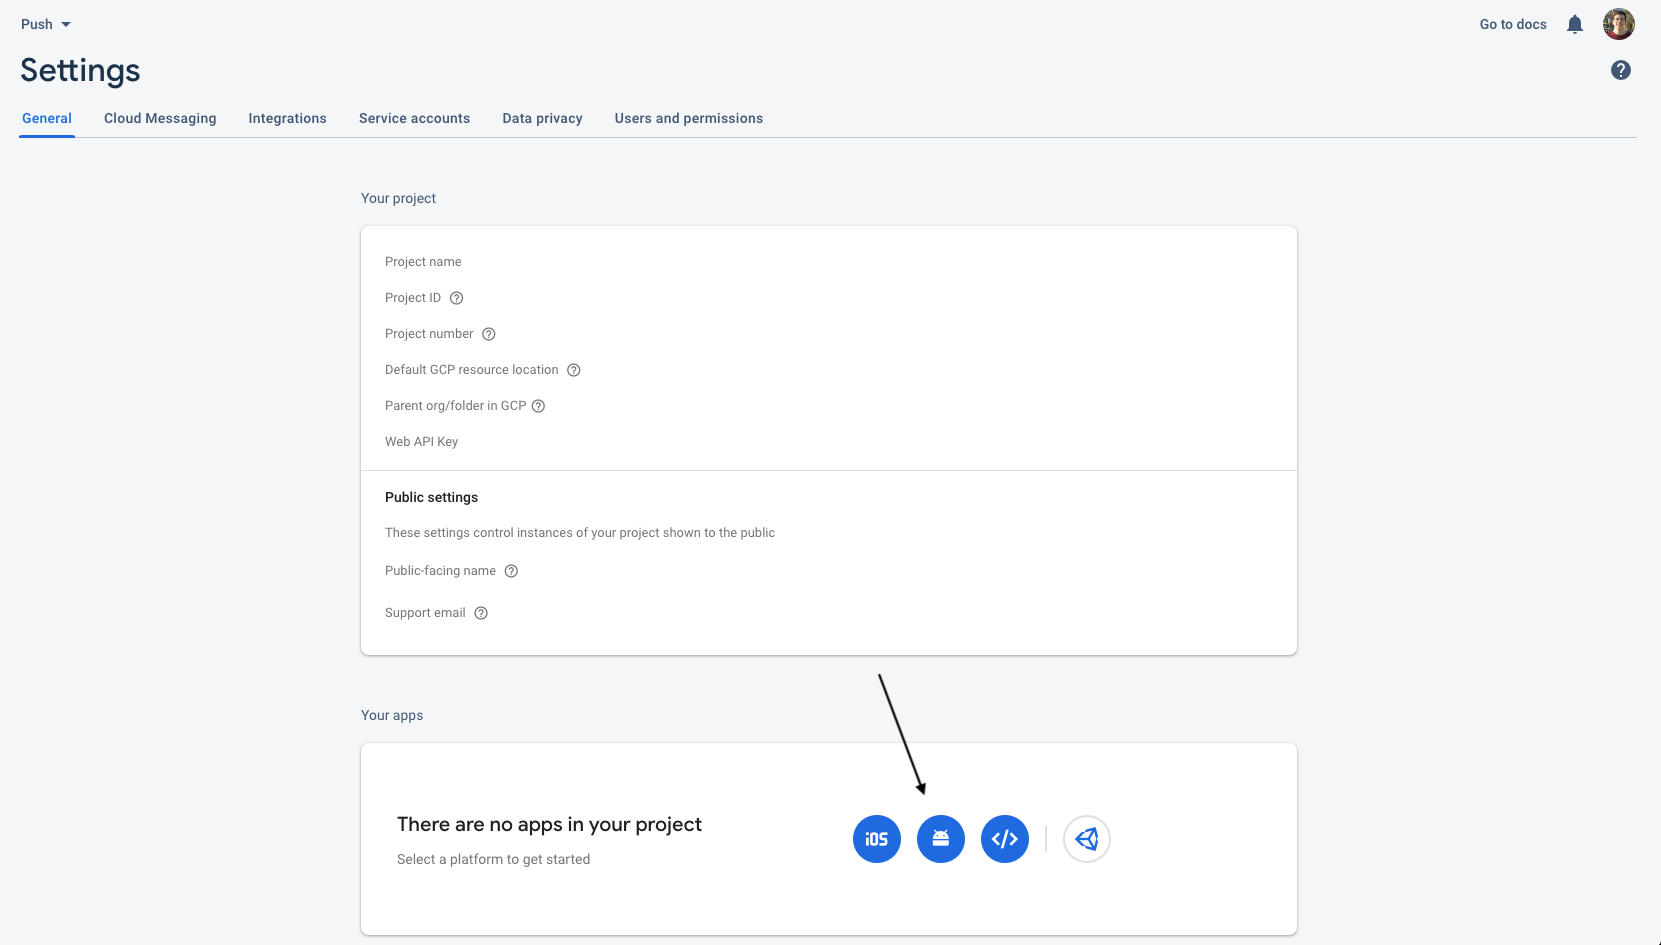 Push
Go to docs
Settings
General Cloud Messaging Integrations Service accounts Data privacy Users and permissions
Your project
Project name
Project ID ?
Project number ?
Default GCP resource location ?
Parent org/folder in GCP ?
Web API Key
Public settings
These settings control instances of your project shown to the public
Public-facing name ?
Support email ?
Your apps
There are no apps in your project
Select a platform to get started
iOS
</>